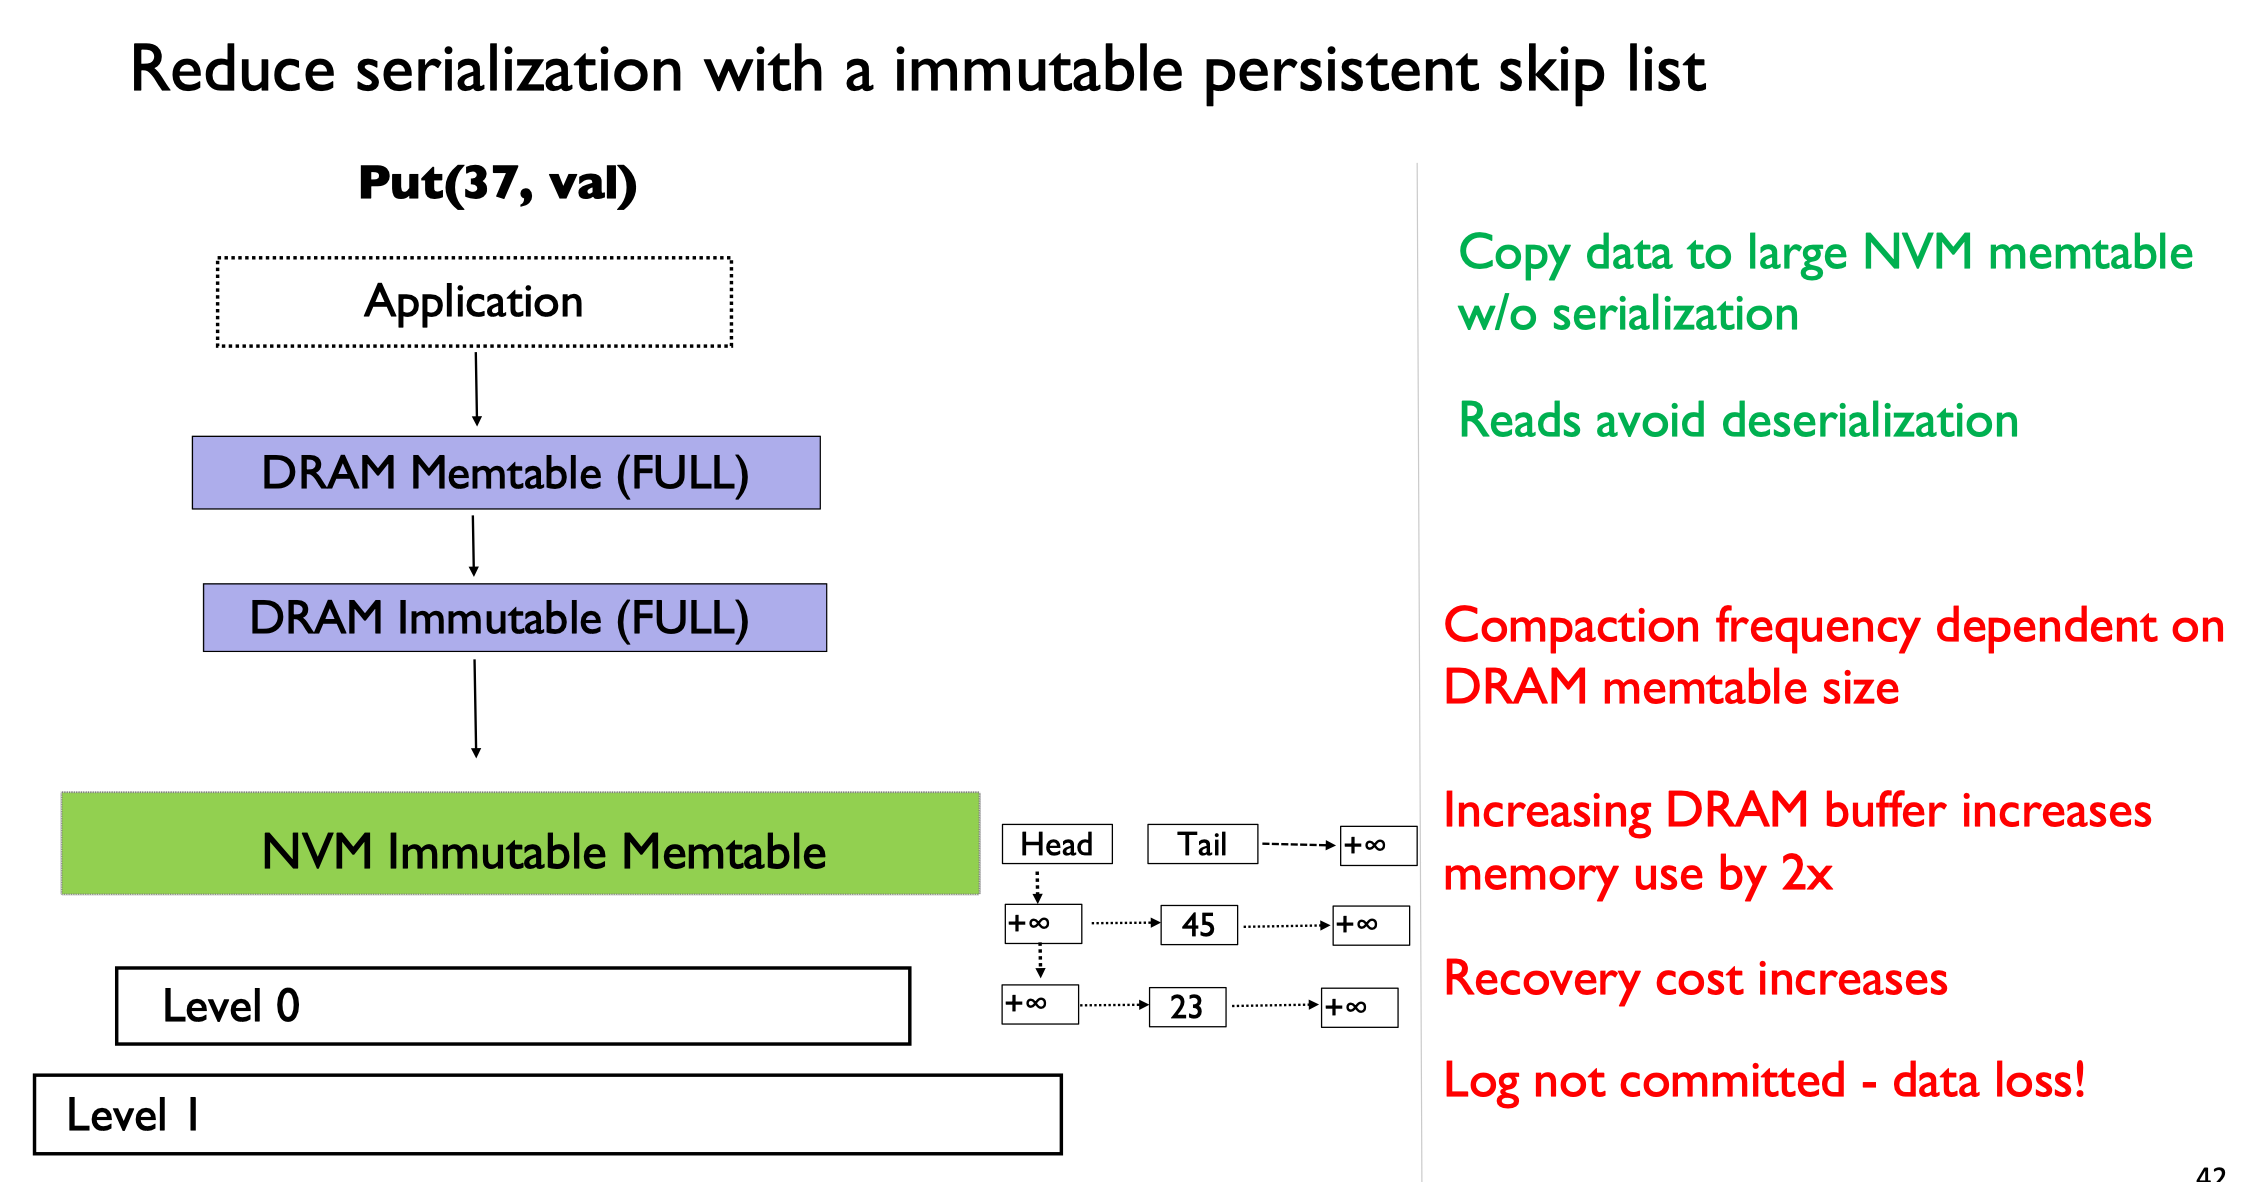 Reduce serialization with a immutable persistent skip list
Put(37, val)
Application
DRAM Memtable (FULL)
DRAM Immutable (FULL)
NVM Immutable Memtable
Level 0
Level 1
Head
Tail
+∞
+∞
45
+∞
+∞
23
+∞
Copy data to large NVM memtable
w/o serialization
Reads avoid deserialization
Compaction frequency dependent on
DRAM memtable size
Increasing DRAM buffer increases
memory use by 2x
Recovery cost increases
Log not committed - data loss!
42